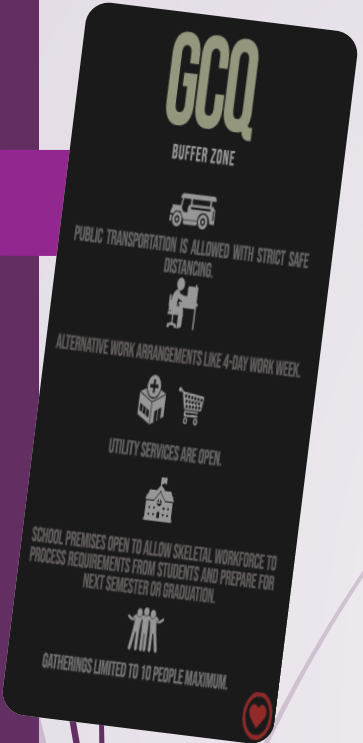 GCQ
BUFFER ZONE
PUBLIC TRANSPORTATION IS ALLOWED WITH STRICT SAFE
DISTANCING.
ALTERNATIVE WORK ARRANGEMENTS LIKE 4-DAY WORK WEEK.
UTILITY SERVICES ARE OPEN.
SCHOOL PREMISES OPEN TO ALLOW SKELETAL WORKFORCE TO
PROCESS REQUIREMENTS FROM STUDENTS AND PREPARE FOR
NEXT SEMESTER OR GRADUATION.
GATHERINGS LIMITED TO 10 PEOPLE MAXIMUM.